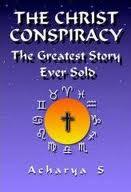 THE CHRIST
CONSPIRACY
The Greatest Story
Ever Sold
Acharya S